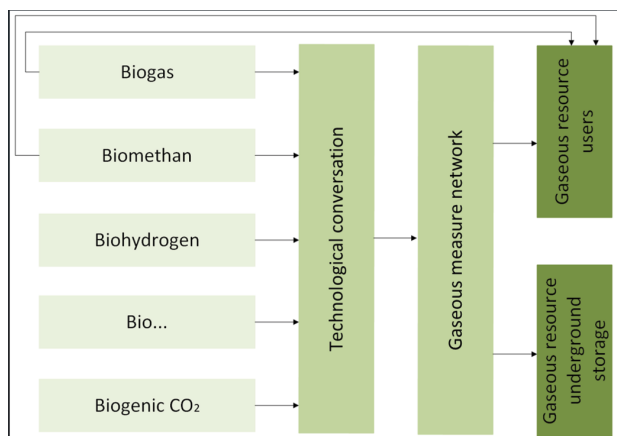 Biogas
Biomethan
Biohydrogen
Bio...
Biogenic CO₂
Technological conversation
Gaseous measure network
Gaseous resource
users
Gaseous resource
underground
storage